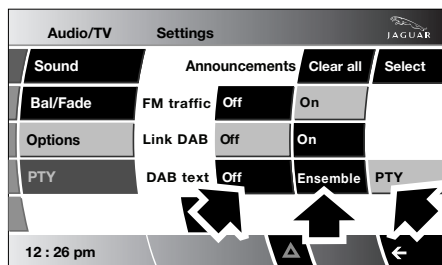 Audio/TV Settings
JAGUAR
Sound Announcements Clear all Select
Bal/Fade FM traffic Off On
Options Link DAB Off On
PTY DAB text Off Ensemble PTY
12 : 26 pm